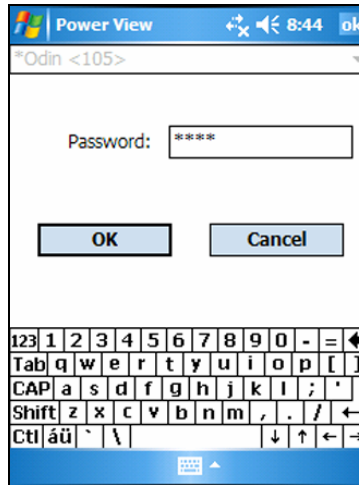 Power View 8:44 ok
*Odin <105>
Password: ****
OK Cancel
123 1 2 3 4 5 6 7 8 9 0 - =
Tab q w e r t y u i o p [ ]
CAP a s d f g h j k l ; '
Shift z x c v b n m , . /
Ctl áü ` \